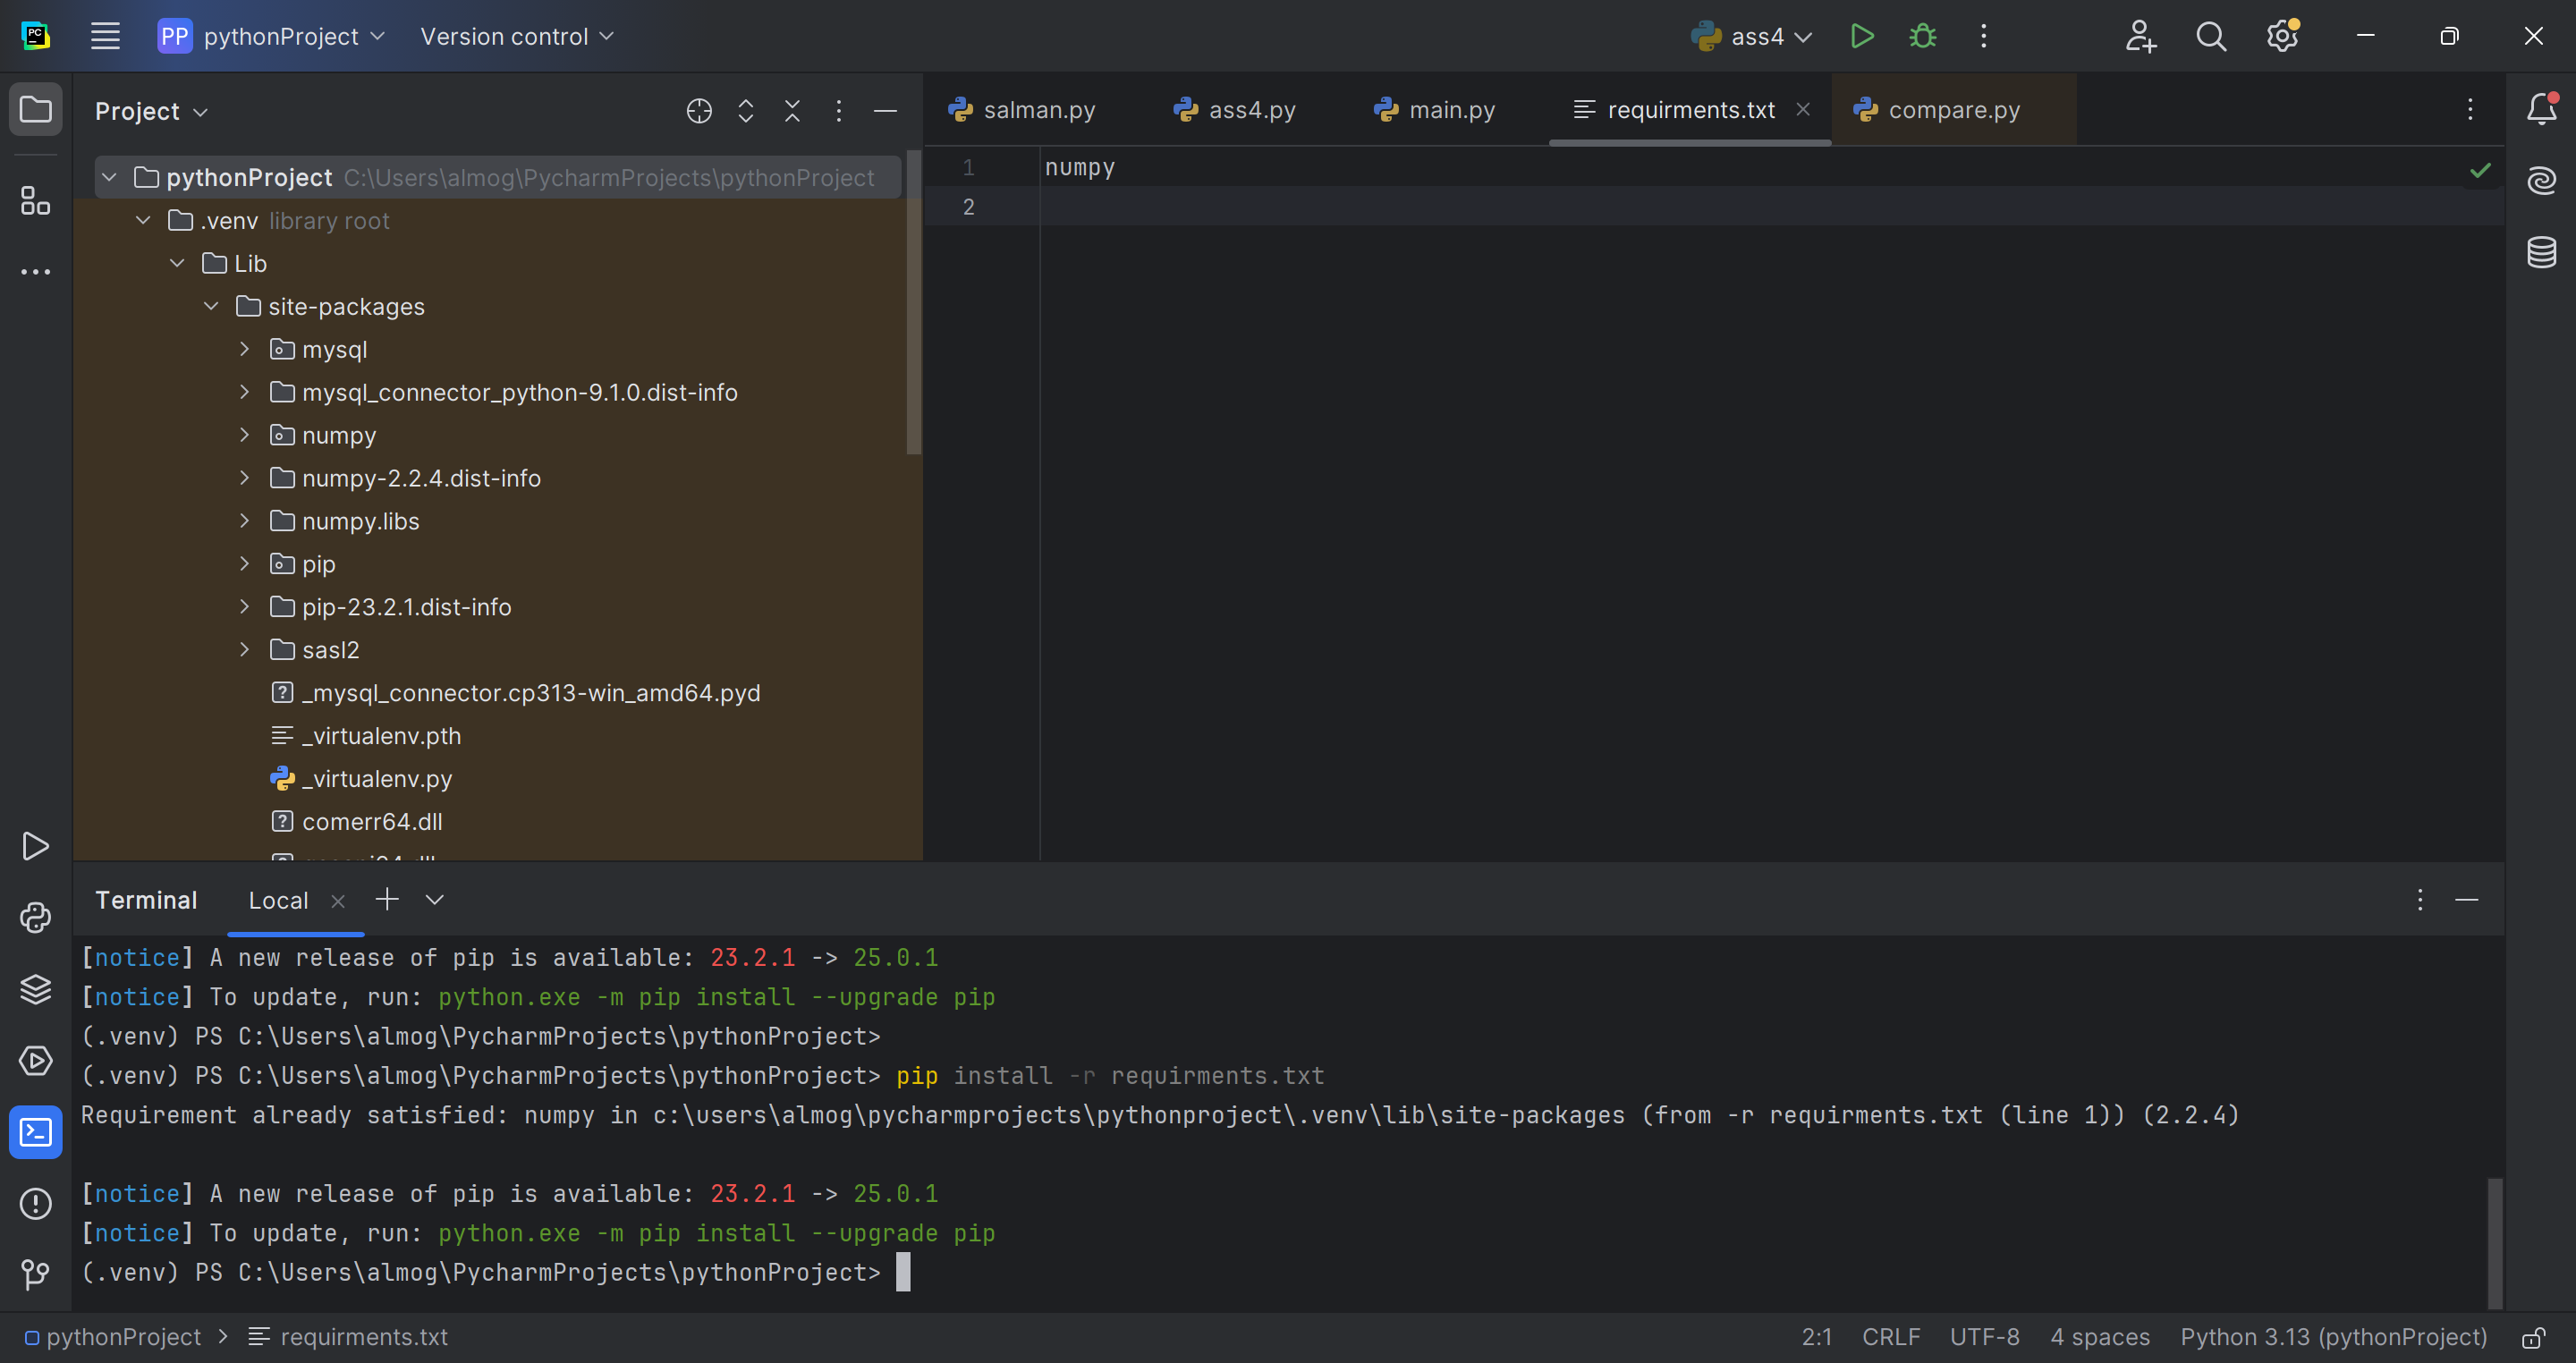 PC
PP pythonProject Version control ass4
Project
salman.py ass4.py main.py requirments.txt compare.py
pythonProject C:\Users\almog\PycharmProjects\pythonProject
.venv library root
Lib
site-packages
mysql
mysql_connector_python-9.1.0.dist-info
numpy
numpy-2.2.4.dist-info
numpy.libs
pip
pip-23.2.1.dist-info
sasl2
_mysql_connector.cp313-win_amd64.pyd
_virtualenv.pth
_virtualenv.py
comerr64.dll
1 numpy
2
Terminal Local
[notice] A new release of pip is available: 23.2.1 -> 25.0.1
[notice] To update, run: python.exe -m pip install --upgrade pip
(.venv) PS C:\Users\almog\PycharmProjects\pythonProject>
(.venv) PS C:\Users\almog\PycharmProjects\pythonProject> pip install -r requirments.txt
Requirement already satisfied: numpy in c:\users\almog\pycharmprojects\pythonproject\.venv\lib\site-packages (from -r requirments.txt (line 1)) (2.2.4)
[notice] A new release of pip is available: 23.2.1 -> 25.0.1
[notice] To update, run: python.exe -m pip install --upgrade pip
(.venv) PS C:\Users\almog\PycharmProjects\pythonProject>
pythonProject > requirments.txt 2:1 CRLF UTF-8 4 spaces Python 3.13 (pythonProject)